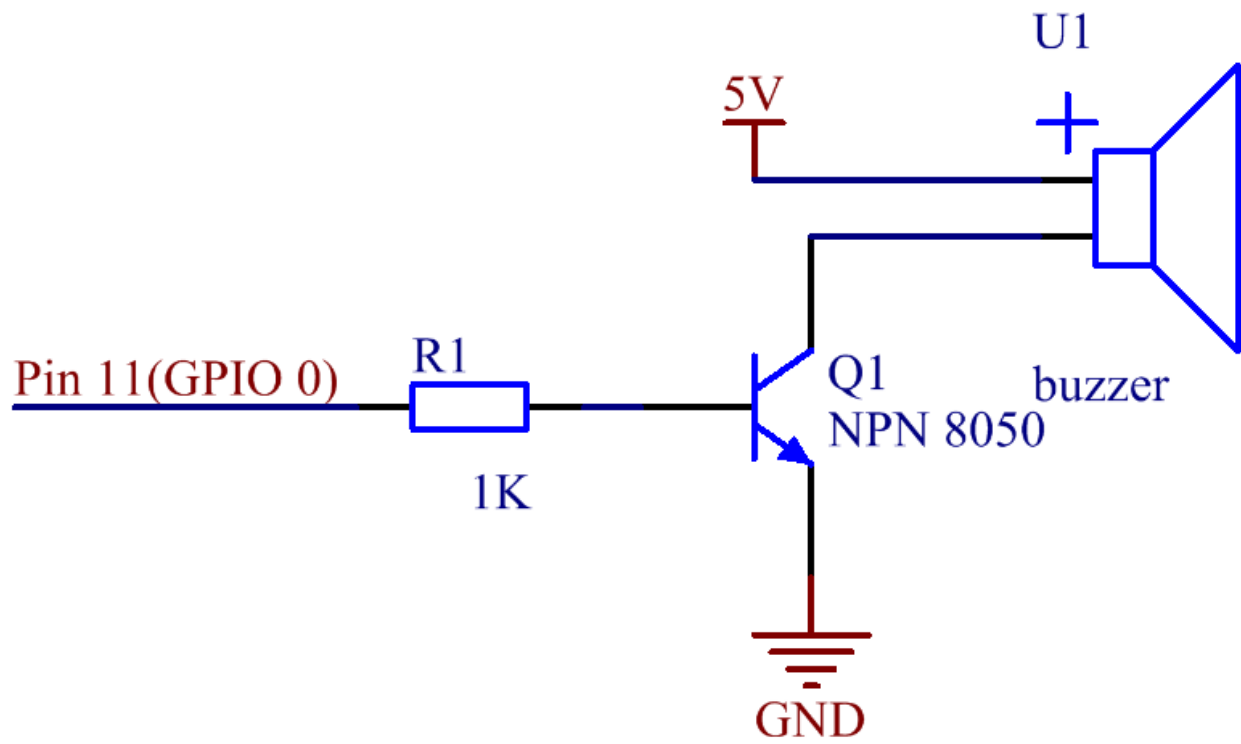 U1
5V
+
Pin 11(GPIO 0)
R1
1K
Q1
NPN 8050
buzzer
GND